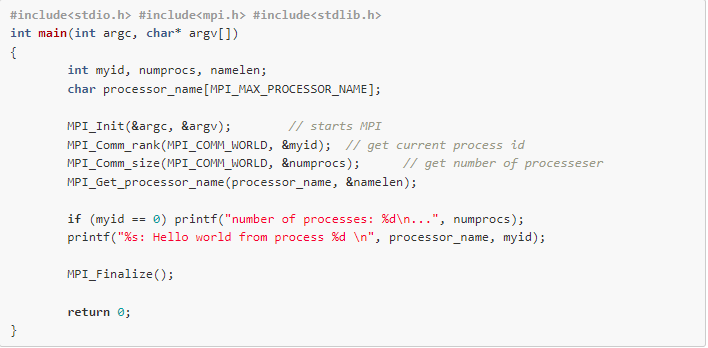 #include<stdio.h> #include<mpi.h> #include<stdlib.h>
int main(int argc, char* argv[])
{
        int myid, numprocs, namelen;
        char processor_name[MPI_MAX_PROCESSOR_NAME];

        MPI_Init(&argc, &argv);        // starts MPI
        MPI_Comm_rank(MPI_COMM_WORLD, &myid);  // get current process id
        MPI_Comm_size(MPI_COMM_WORLD, &numprocs);      // get number of processeser
        MPI_Get_processor_name(processor_name, &namelen);

        if (myid == 0) printf("number of processes: %d\n...", numprocs);
        printf("%s: Hello world from process %d \n", processor_name, myid);

        MPI_Finalize();

        return 0;
}